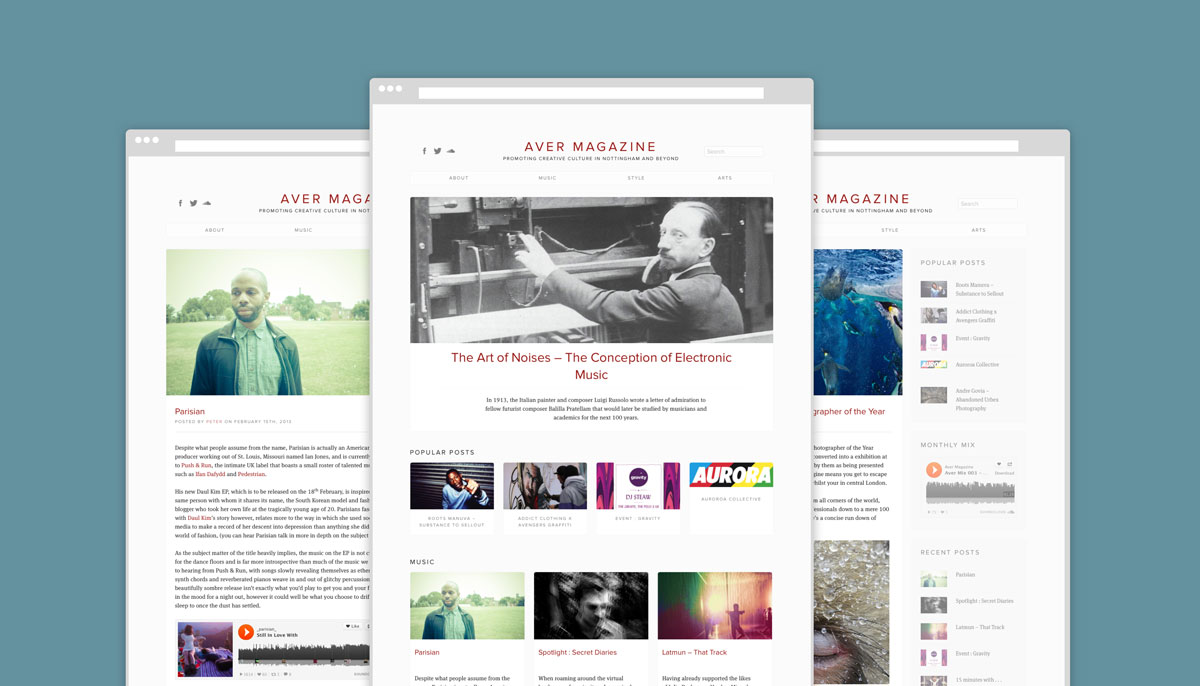 AVER MAGAZINE
PROMOTING CREATIVE CULTURE IN NOTTINGHAM AND BEYOND
Search
ABOUT MUSIC STYLE ARTS
The Art of Noises – The Conception of Electronic
Music
In 1913, the Italian painter and composer Luigi Russolo wrote a letter of admiration to
fellow futurist composer Balilla Pratellam that would later be studied by musicians and
academics for the next 100 years.
POPULAR POSTS
gravity
DJ STEAW
AURORA
ROOTS MANUVA –
SUBSTANCE TO SELLOUT
ADDICT CLOTHING X
AVENGERS GRAFFITI
EVENT : GRAVITY
AUROROA COLLECTIVE
MUSIC
Parisian
Spotlight : Secret Diaries
Latmun – That Track
Despite what people assume from the
When roaming around the virtual
Having already supported the likes
AVER MAGA
PROMOTING CREATIVE CULTURE IN NOT
ABOUT MUSIC
Parisian
POSTED BY PETER ON FEBRUARY 15TH, 2013
Despite what people assume from the name, Parisian is actually an American
producer working out of St. Louis, Missouri named Ian Jones, and is currently
to Push & Run, the intimate UK label that boasts a small roster of talented m
such as Ilan Dafydd and Pedestrian.
His new Daul Kim EP, which is to be released on the 18th February, is inspire
same person with whom it shares its name, the South Korean model and fash
blogger who took her own life at the tragically young age of 20. Parisians fas
with Daul Kim's story however, relates more to the way in which she used soc
media to make a record of her descent into depression than anything she did
world of fashion, (you can hear Parisian talk in more depth on the subject
As the subject matter of the title heavily implies, the music on the EP is not c
for the dance floors and is far more introspective than much of the music we
to hearing from Push & Run, with songs slowly revealing themselves as ether
synth chords and reverberated pianos weave in and out of glitchy percussion
beautifully sombre release isn't exactly what you'd play to get you and your f
in the mood for a night out, however it could well be what you choose to drif
sleep to once the dust has settled.
_parisian_
Still In Love With
Like
R MAGAZINE
E CULTURE IN NOTTINGHAM AND BEYOND
Search
STYLE ARTS
grapher of the Year
hotographer of the Year
converted into a exhibition at
by them as being presented
gine means you get to escape
hilst your in central London.
m all corners of the world,
essionals down to a mere 100
's a concise run down of
POPULAR POSTS
Roots Manuva –
Substance to Sellout
Addict Clothing x
Avengers Graffiti
Event : Gravity
Auroroa Collective
Andre Govia –
Abandoned Urbex
Photography
MONTHLY MIX
Aver Magazine
Aver Mix 003 - ...
Download
RECENT POSTS
Parisian
Spotlight : Secret Diaries
Latmun – That Track
Event : Gravity
15 minutes with . . .